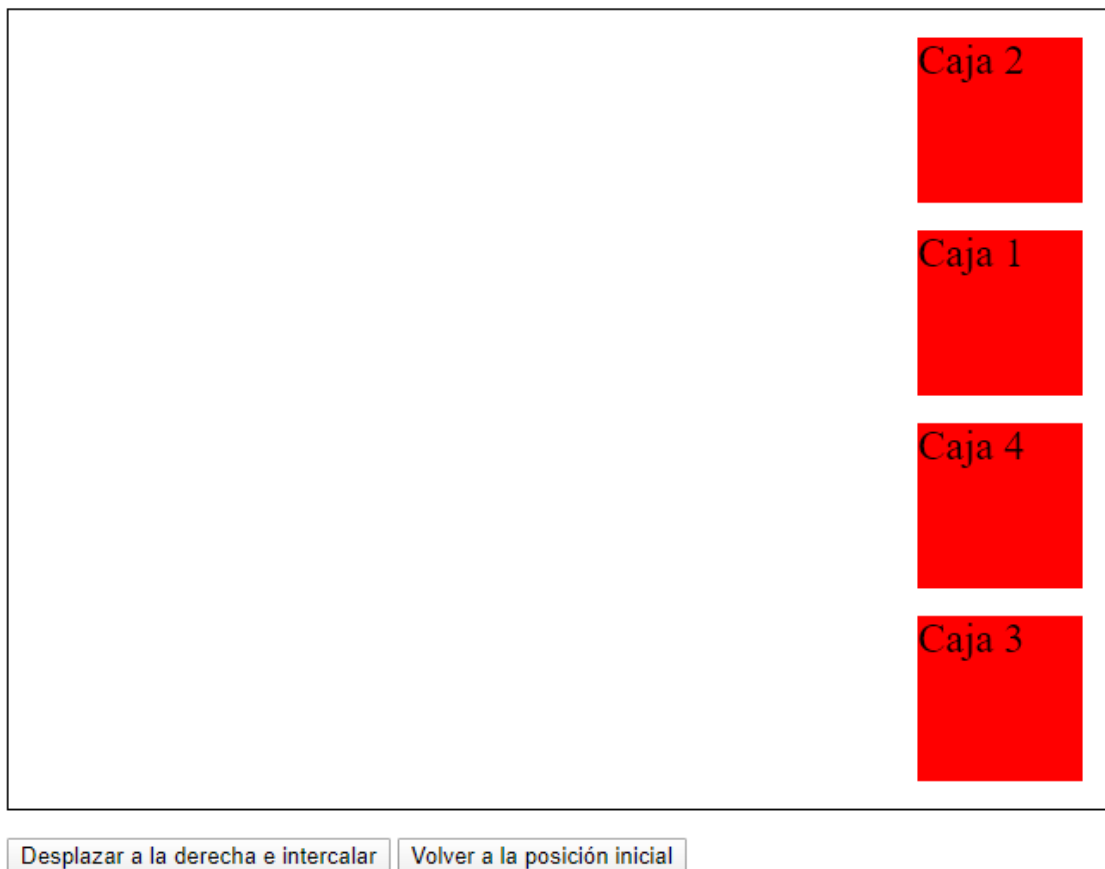 Caja 2
Caja 1
Caja 4
Caja 3
Desplazar a la derecha e intercalar
Volver a la posición inicial